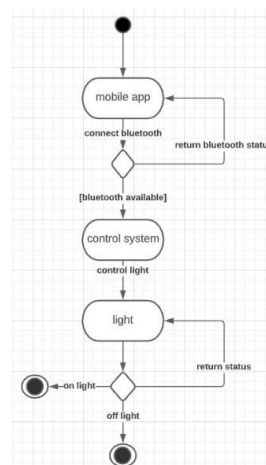 mobile app
connect bluetooth
return bluetooth statu
[bluetooth available]
control system
control light
light
return status
on light
off light